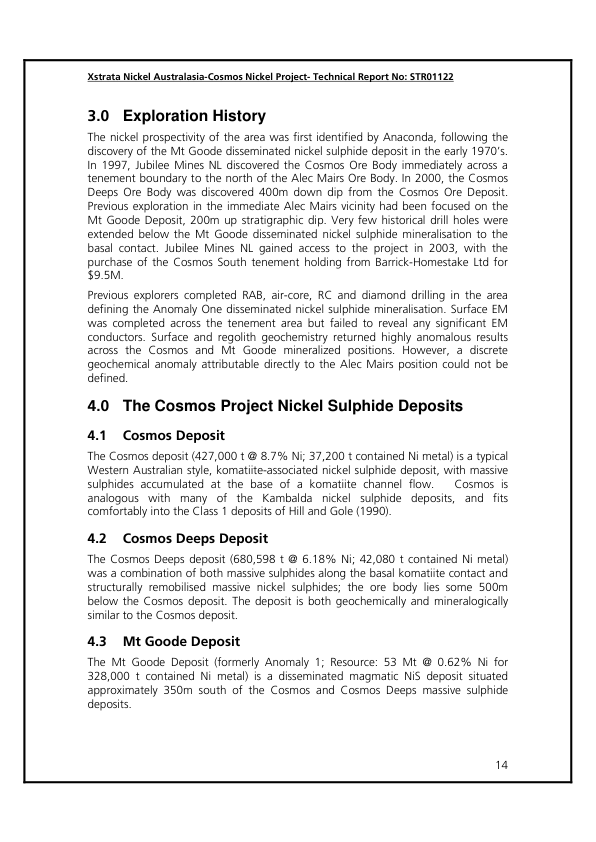 Xstrata Nickel Australasia-Cosmos Nickel Project- Technical Report No: STR01122
3.0 Exploration History
The nickel prospectivity of the area was first identified by Anaconda, following the
discovery of the Mt Goode disseminated nickel sulphide deposit in the early 1970's.
In 1997, Jubilee Mines NL discovered the Cosmos Ore Body immediately across a
tenement boundary to the north of the Alec Mairs Ore Body. In 2000, the Cosmos
Deeps Ore Body was discovered 400m down dip from the Cosmos Ore Deposit.
Previous exploration in the immediate Alec Mairs vicinity had been focused on the
Mt Goode Deposit, 200m up stratigraphic dip. Very few historical drill holes were
extended below the Mt Goode disseminated nickel sulphide mineralisation to the
basal contact. Jubilee Mines NL gained access to the project in 2003, with the
purchase of the Cosmos South tenement holding from Barrick-Homestake Ltd for
$9.5M.
Previous explorers completed RAB, air-core, RC and diamond drilling in the area
defining the Anomaly One disseminated nickel sulphide mineralisation. Surface EM
was completed across the tenement area but failed to reveal any significant EM
conductors. Surface and regolith geochemistry returned highly anomalous results
across the Cosmos and Mt Goode mineralized positions. However, a discrete
geochemical anomaly attributable directly to the Alec Mairs position could not be
defined.
4.0 The Cosmos Project Nickel Sulphide Deposits
4.1 Cosmos Deposit
The Cosmos deposit (427,000 t @ 8.7% Ni; 37,200 t contained Ni metal) is a typical
Western Australian style, komatiite-associated nickel sulphide deposit, with massive
sulphides accumulated at the base of a komatiite channel flow. Cosmos is
analogous with many of the Kambalda nickel sulphide deposits, and fits
comfortably into the Class 1 deposits of Hill and Gole (1990).
4.2 Cosmos Deeps Deposit
The Cosmos Deeps deposit (680,598 t @ 6.18% Ni; 42,080 t contained Ni metal)
was a combination of both massive sulphides along the basal komatiite contact and
structurally remobilised massive nickel sulphides; the ore body lies some 500m
below the Cosmos deposit. The deposit is both geochemically and mineralogically
similar to the Cosmos deposit.
4.3 Mt Goode Deposit
The Mt Goode Deposit (formerly Anomaly 1; Resource: 53 Mt @ 0.62% Ni for
328,000 t contained Ni metal) is a disseminated magmatic NiS deposit situated
approximately 350m south of the Cosmos and Cosmos Deeps massive sulphide
deposits.
14